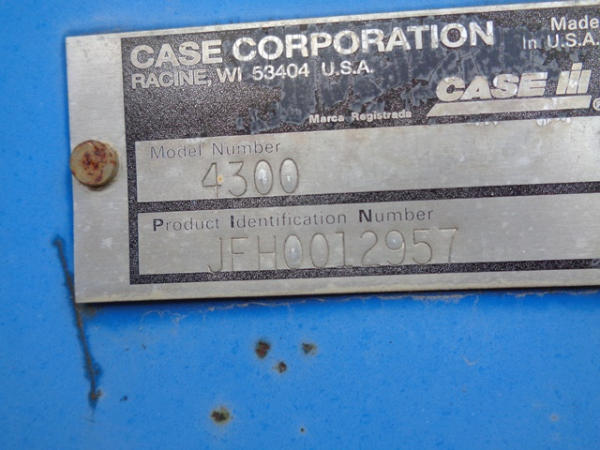 CASE CORPORATION
RACINE, WI 53404 U.S.A.
Made
In U.S.A.
CASE IH
®
Marca Registrada
Model Number
4300
Product Identification Number
JFH0012957